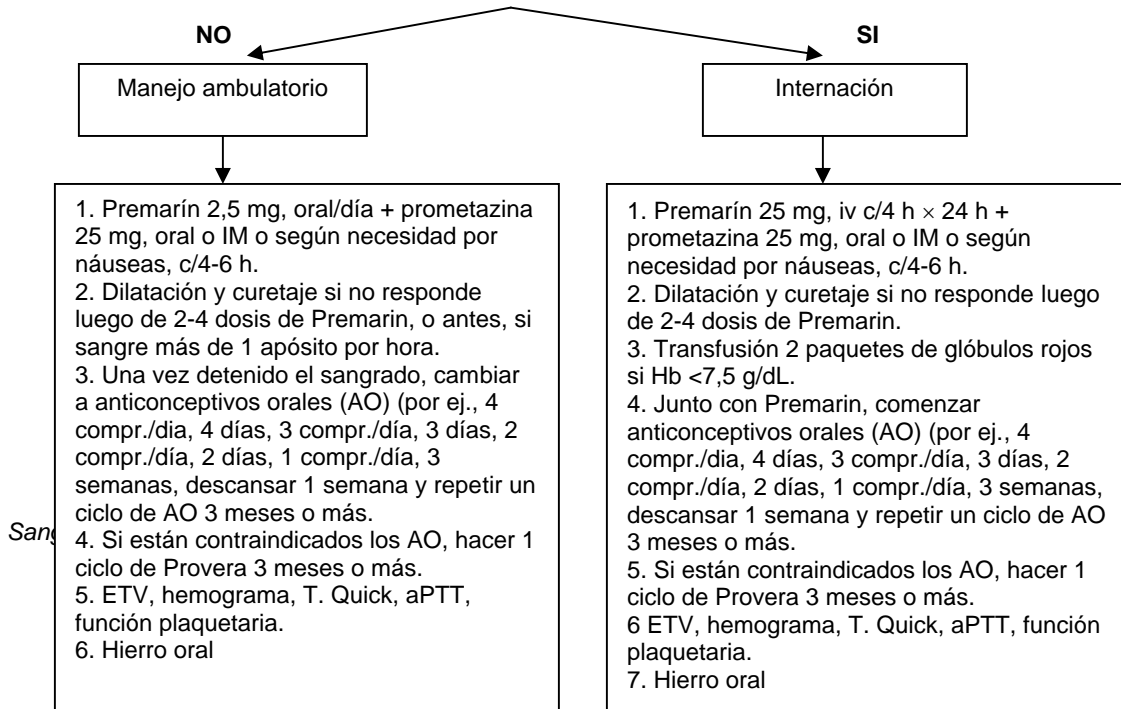 NO
SI
Manejo ambulatorio
Internación
1. Premarín 2,5 mg, oral/día + prometazina
25 mg, oral o IM o según necesidad por
náuseas, c/4-6 h.
2. Dilatación y curetaje si no responde
luego de 2-4 dosis de Premarin, o antes, si
sangre más de 1 apósito por hora.
3. Una vez detenido el sangrado, cambiar
a anticonceptivos orales (AO) (por ej., 4
compr./dia, 4 días, 3 compr./día, 3 días, 2
compr./día, 2 días, 1 compr./día, 3
semanas, descansar 1 semana y repetir un
ciclo de AO 3 meses o más.
4. Si están contraindicados los AO, hacer 1
ciclo de Provera 3 meses o más.
5. ETV, hemograma, T. Quick, aPTT,
función plaquetaria.
6. Hierro oral
1. Premarín 25 mg, iv c/4 h × 24 h +
prometazina 25 mg, oral o IM o según
necesidad por náuseas, c/4-6 h.
2. Dilatación y curetaje si no responde luego
de 2-4 dosis de Premarin.
3. Transfusión 2 paquetes de glóbulos rojos
si Hb <7,5 g/dL.
4. Junto con Premarin, comenzar
anticonceptivos orales (AO) (por ej., 4
compr./dia, 4 días, 3 compr./día, 3 días, 2
compr./día, 2 días, 1 compr./día, 3 semanas,
descansar 1 semana y repetir un ciclo de AO
3 meses o más.
5. Si están contraindicados los AO, hacer 1
ciclo de Provera 3 meses o más.
6 ETV, hemograma, T. Quick, aPTT, función
plaquetaria.
7. Hierro oral